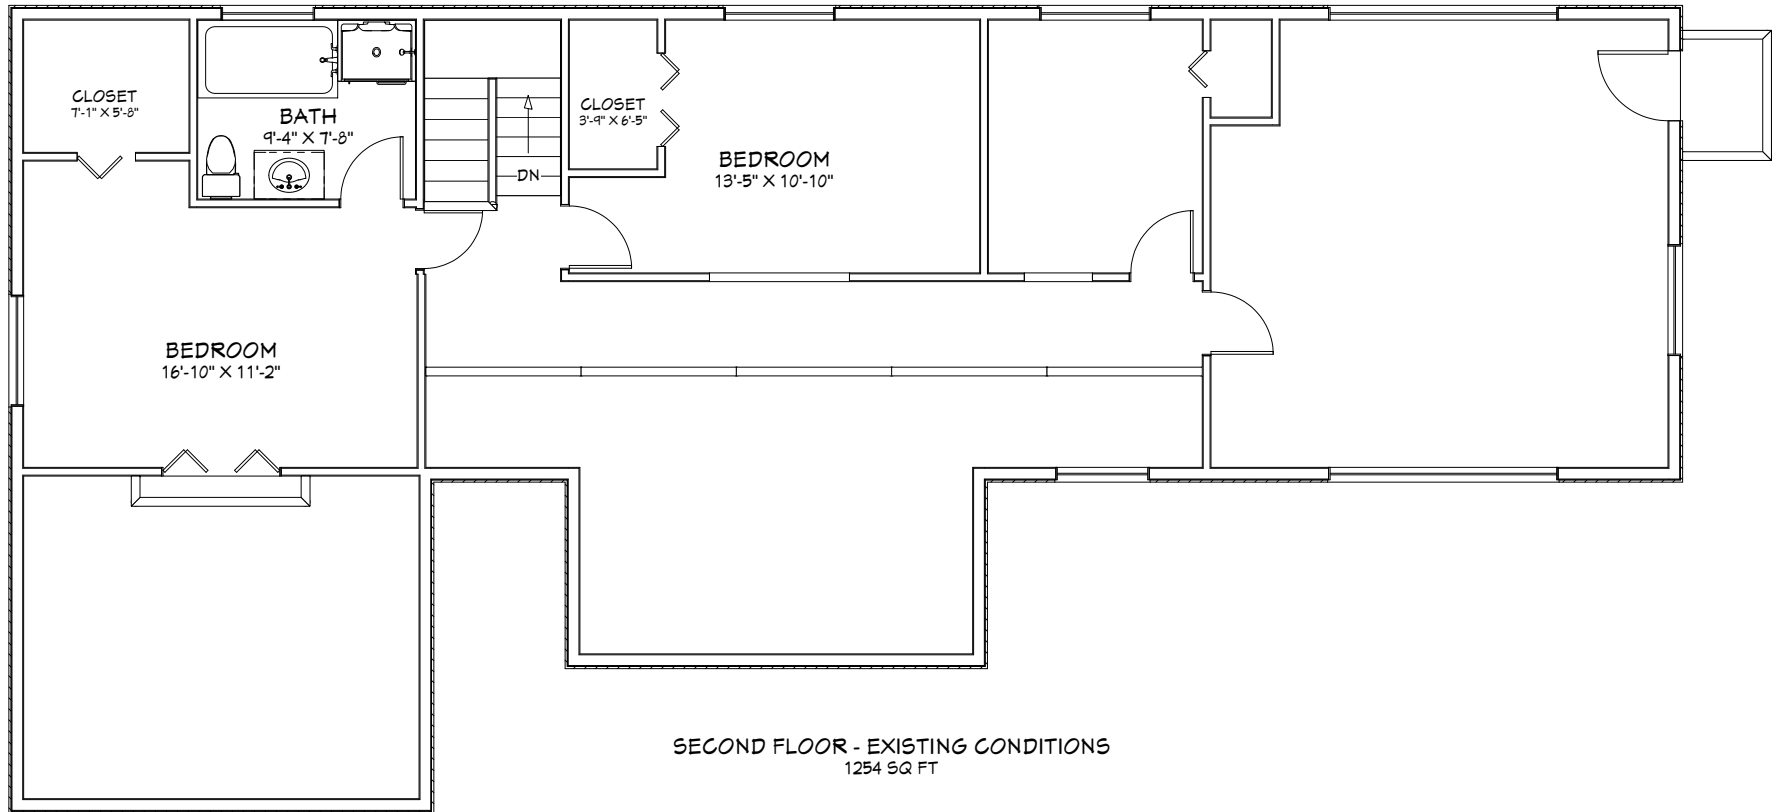 CLOSET
7'-1" X 5'-8"
BATH
9'-4" X 7'-8"
DN
CLOSET
3'-9" X 6'-5"
BEDROOM
13'-5" X 10'-10"
BEDROOM
16'-10" X 11'-2"
SECOND FLOOR - EXISTING CONDITIONS
1254 SQ FT